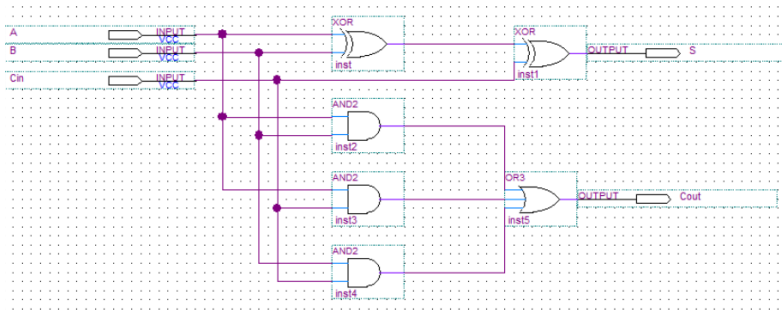 A INPUT VCC
B INPUT VCC
Cin INPUT VCC
XOR
inst
XOR
inst1
OUTPUT S
AND2
inst2
AND2
inst3
OR3
inst5
OUTPUT Cout
AND2
inst4